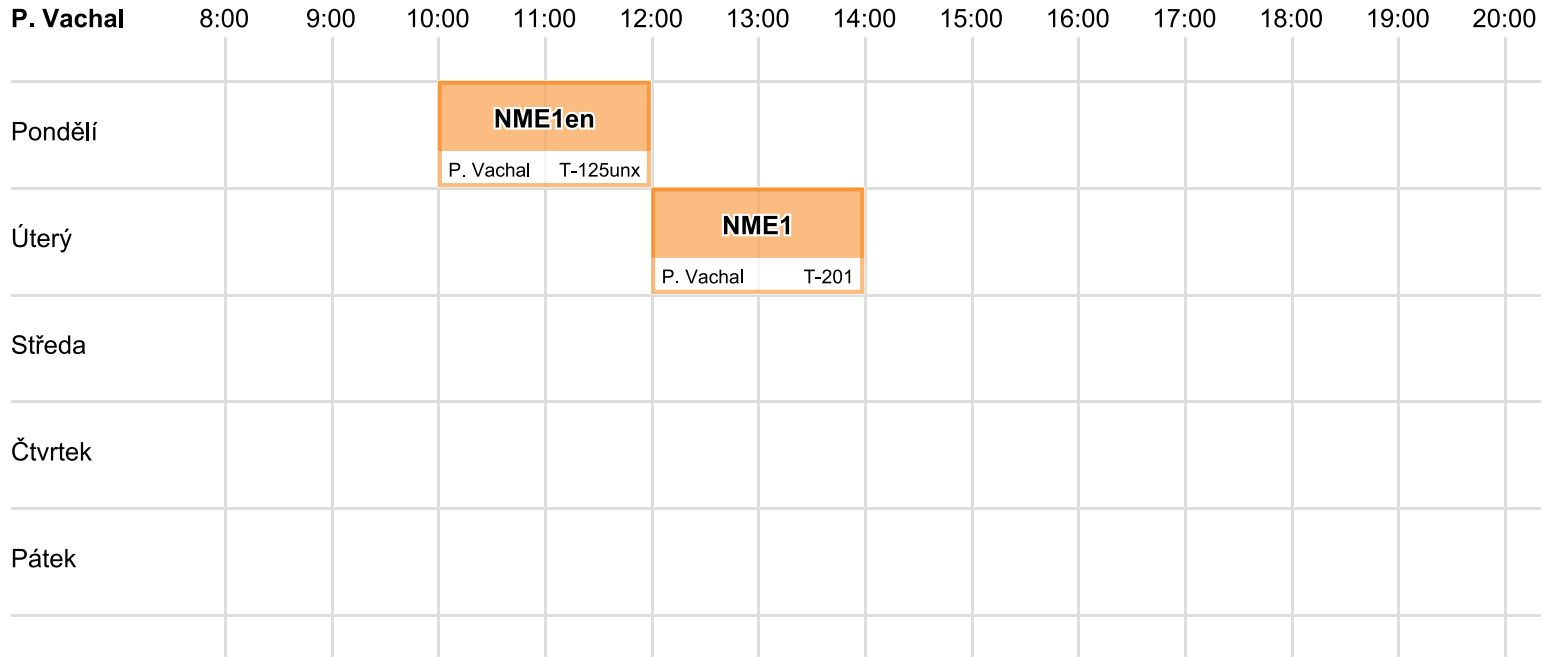 P. Vachal 8:00 9:00 10:00 11:00 12:00 13:00 14:00 15:00 16:00 17:00 18:00 19:00 20:00
Pondělí
NME1en
P. Vachal T-125unx
Úterý
NME1
P. Vachal T-201
Středa
Čtvrtek
Pátek